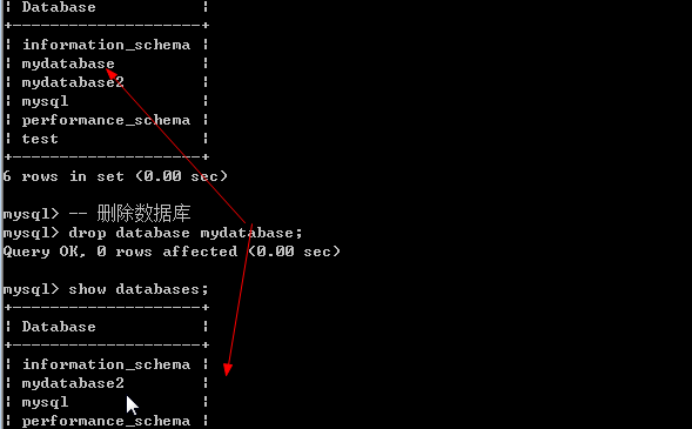 | Database |
+--------------------+
| information_schema |
| mydatabase |
| mydatabase2 |
| mysql |
| performance_schema |
| test |
+--------------------+
6 rows in set (0.00 sec)
mysql> -- 删除数据库
mysql> drop database mydatabase;
Query OK, 0 rows affected (0.00 sec)
mysql> show databases;
+--------------------+
| Database |
+--------------------+
| information_schema |
| mydatabase2 |
| mysql |
| performance_schema |